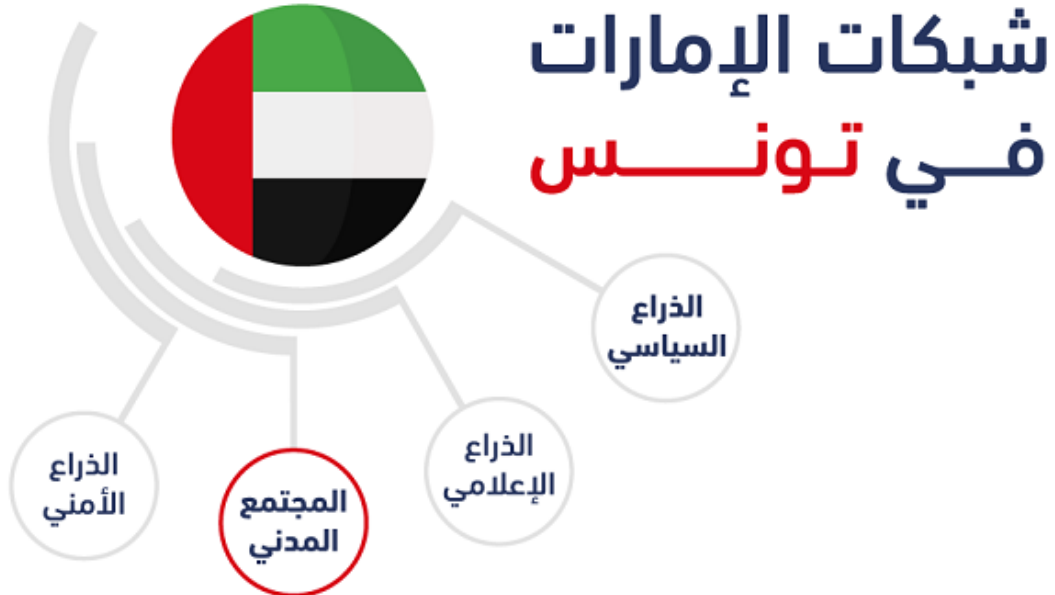 شبكات الإمارات
في تونس
الذراع
السياسي
الذراع
الإعلامي
المجتمع
المدني
الذراع
الأمني